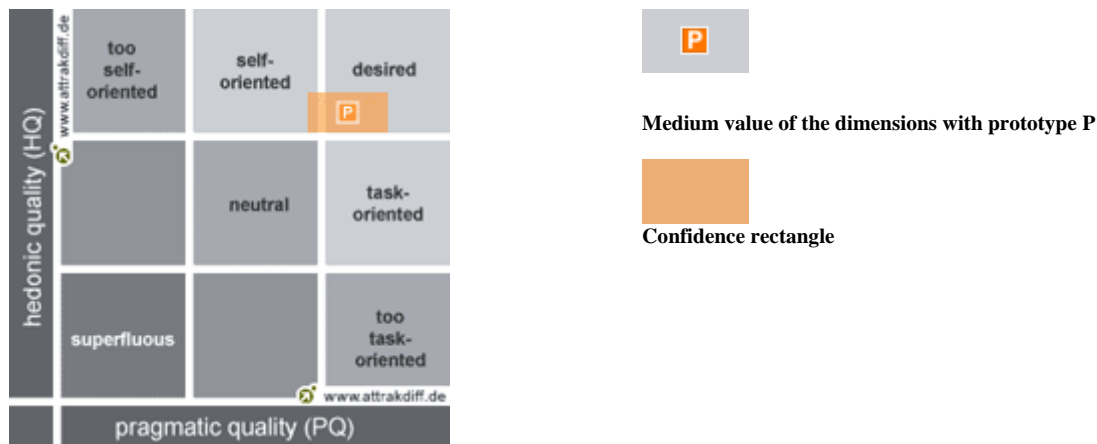 hedonic quality (HQ)
www.attrakdiff.de
too
self-
oriented
self-
oriented
desired
P
neutral
task-
oriented
superfluous
too
task-
oriented
www.attrakdiff.de
pragmatic quality (PQ)
P
Medium value of the dimensions with prototype P
Confidence rectangle